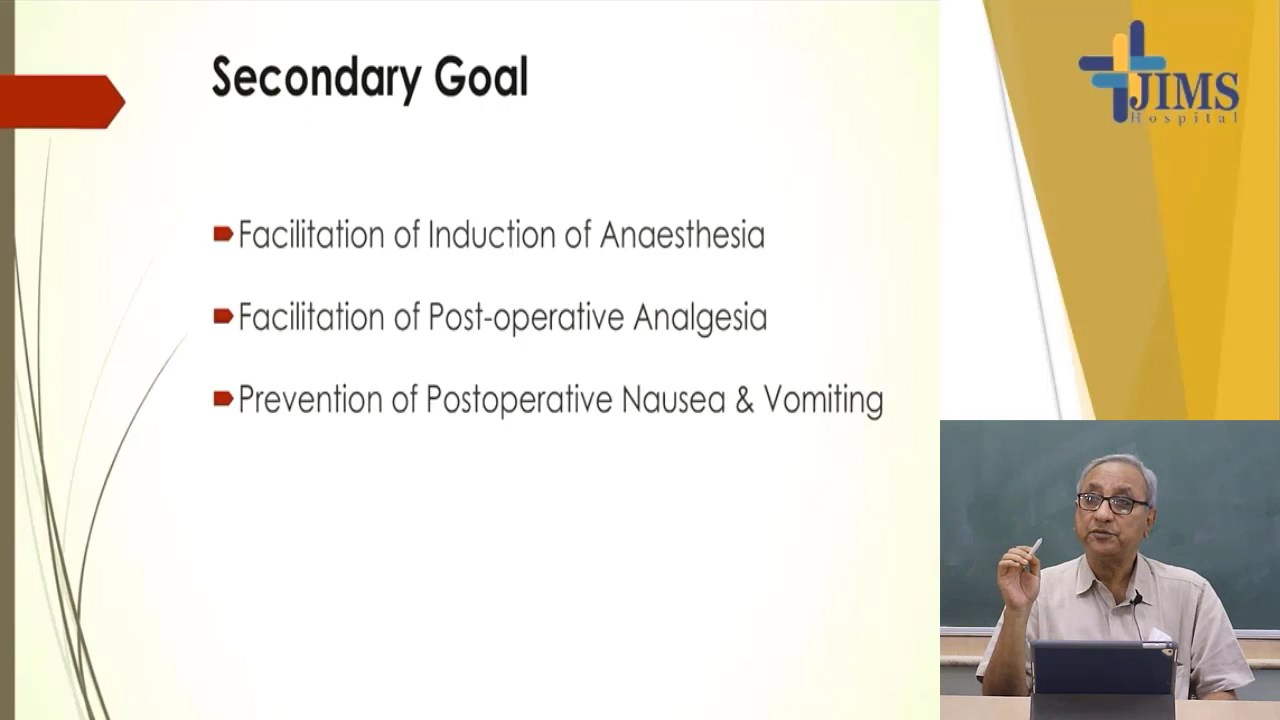 Secondary Goal
Facilitation of Induction of Anaesthesia
Facilitation of Post-operative Analgesia
Prevention of Postoperative Nausea & Vomiting
JIMS
Hospital